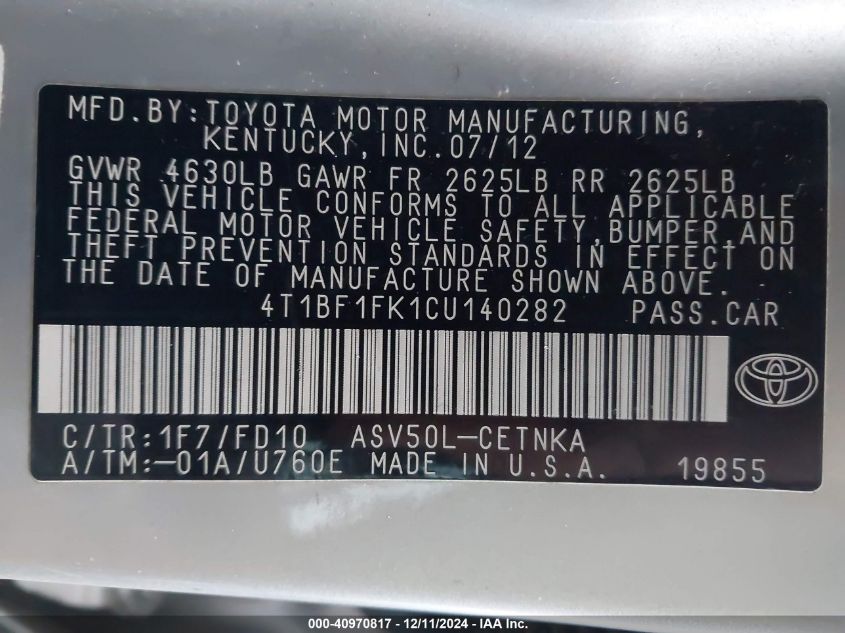 MFD.BY:TOYOTA MOTOR MANUFACTURING,
KENTUCKY, INC.07/12
GVWR 4630LB GAWR FR 2625LB RR 2625LB
THIS VEHICLE CONFORMS TO ALL APPLICABLE
FEDERAL MOTOR VEHICLE SAFETY,BUMPER,AND
THEFT PREVENTION STANDARDS IN EFFECT ON
THE DATE OF MANUFACTURE SHOWN ABOVE.
4T1BF1FK1CU140282 PASS.CAR
C/TR:1F7/FD10 ASV50L-CETNKA
A/TM:-01A/U760E MADE IN U.S.A. 19855
000-40970817 - 12/11/2024 - IAA Inc.